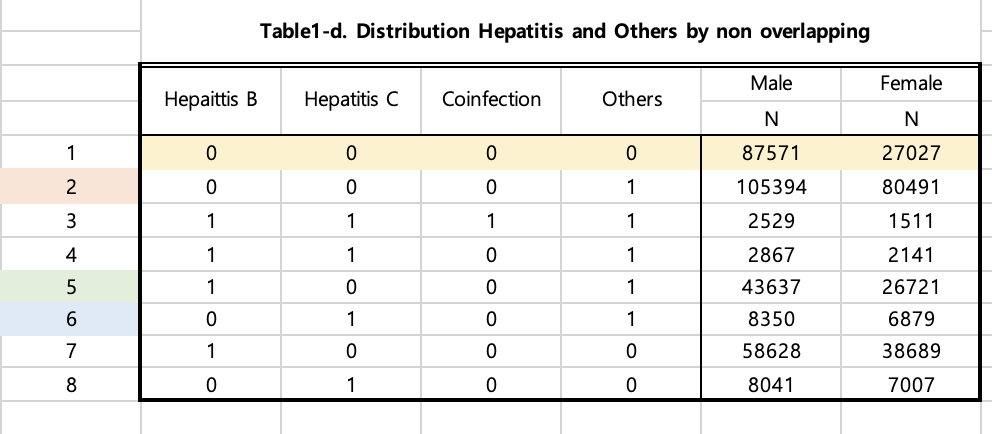 Table1-d. Distribution Hepatitis and Others by non overlapping
Hepaittis B Hepatitis C Coinfection Others Male Female
N N
1 0 0 0 0 87571 27027
2 0 0 0 1 105394 80491
3 1 1 1 1 2529 1511
4 1 1 0 1 2867 2141
5 1 0 0 1 43637 26721
6 0 1 0 1 8350 6879
7 1 0 0 0 58628 38689
8 0 1 0 0 8041 7007